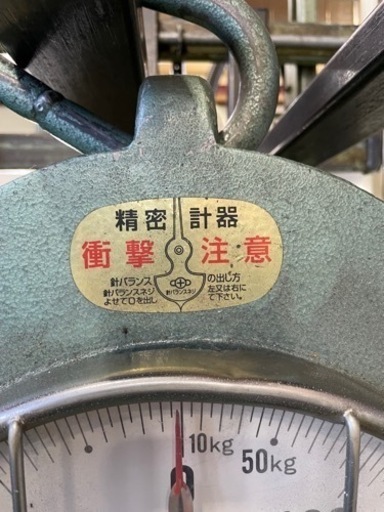 精密計器
衝撃注意
針バランスの出し方
針バランスネジ左又は右に
よせて0を出して下さい。
針バランスネジ
10kg
50kg